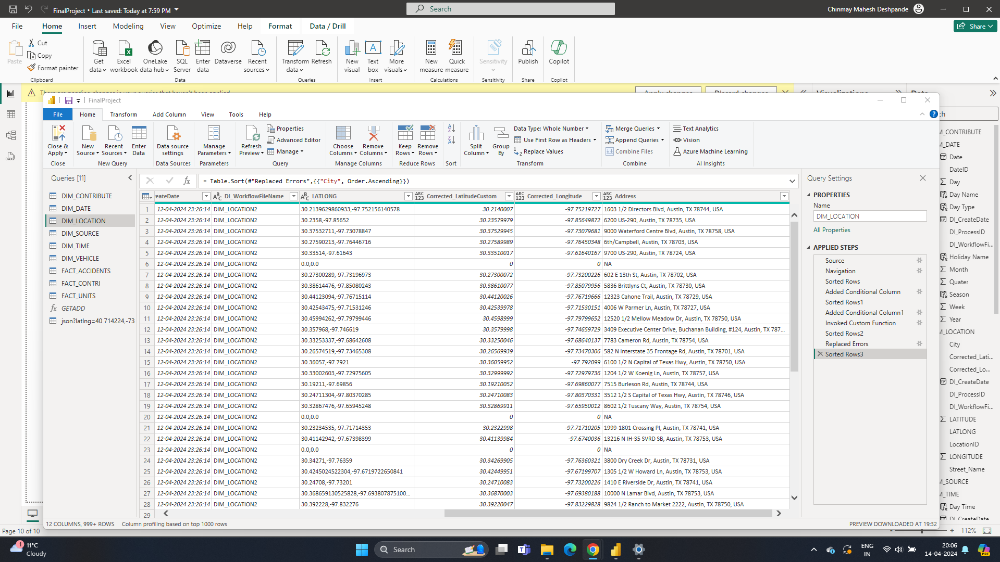 FinalProject • Last saved: Today at 7:59 PM
Search
Chinmay Mahesh Deshpande
File Home Insert Modeling View Optimize Help Format Data / Drill
Share
Paste
Cut
Copy
Format painter
Clipboard
Get data
Excel workbook
OneLake data hub
SQL Server
Enter data
Dataverse
Recent sources
Data
Transform data
Refresh
Queries
New visual
Text box
More visuals
Insert
New measure
Quick measure
Calculations
Sensitivity
Sensitivity
Publish
Share
Copilot
Copilot
FinalProject
File Home Transform Add Column View Tools Help
Close & Apply
Close
New Source
Recent Sources
Enter Data
New Query
Data source settings
Data Sources
Manage Parameters
Parameters
Refresh Preview
Properties
Advanced Editor
Manage
Query
Choose Columns
Remove Columns
Manage Columns
Keep Rows
Remove Rows
Reduce Rows
Sort
Split Column
Group By
Data Type: Whole Number
Use First Row as Headers
Replace Values
Transform
Merge Queries
Append Queries
Combine Files
Combine
Text Analytics
Vision
Azure Machine Learning
AI Insights
Queries [11]
DIM_CONTRIBUTE
DIM_DATE
DIM_LOCATION
DIM_SOURCE
DIM_TIME
DIM_VEHICLE
FACT_ACCIDENTS
FACT_CONTRI
FACT_UNITS
GETADD
json?latlng=40 714224,-73
= Table.Sort(#"Replaced Errors",{{"City", Order.Ascending}})
reateDate DI_WorkflowFileName LATLONG Corrected_LatitudeCustom Corrected_Longitude Address
1 12-04-2024 23:26:14 DIM_LOCATION2 30.2139629860933,-97.752156140578 30.2140007 -97.75219727 1603 1/2 Directors Blvd, Austin, TX 78744, USA
2 12-04-2024 23:26:14 DIM_LOCATION2 30.2358,-97.85652 30.23579979 -97.85649872 6200 US-290, Austin, TX 78735, USA
3 12-04-2024 23:26:14 DIM_LOCATION2 30.37532711,-97.73078847 30.37529945 -97.73079681 9000 Waterford Centre Blvd, Austin, TX 78758, USA
4 12-04-2024 23:26:14 DIM_LOCATION2 30.27590213,-97.76446716 30.27589989 -97.76450348 6th/Campbell, Austin, TX 78703, USA
5 12-04-2024 23:26:14 DIM_LOCATION2 30.33514,-97.61643 30.33510017 -97.61640167 9700 US-290, Austin, TX 78724, USA
6 12-04-2024 23:26:14 DIM_LOCATION2 0.0,0.0 0 0 NA
7 12-04-2024 23:26:14 DIM_LOCATION2 30.27300289,-97.73196973 30.27300072 -97.73200226 602 E 13th St, Austin, TX 78702, USA
8 12-04-2024 23:26:14 DIM_LOCATION2 30.38614476,-97.85080243 30.38610077 -97.85079956 5836 Brittlyns Ct, Austin, TX 78730, USA
9 12-04-2024 23:26:14 DIM_LOCATION2 30.44123094,-97.76715114 30.44120026 -97.76719666 12323 Cahone Trail, Austin, TX 78729, USA
10 12-04-2024 23:26:14 DIM_LOCATION2 30.42543475,-97.71531246 30.42539978 -97.71530151 4006 W Parmer Ln, Austin, TX 78727, USA
11 12-04-2024 23:26:14 DIM_LOCATION2 30.45994262,-97.79799446 30.4598999 -97.79799652 12520 1/2 Mellow Meadow Dr, Austin, TX 78750, USA
12 12-04-2024 23:26:14 DIM_LOCATION2 30.357968,-97.746619 30.3579998 -97.74659729 3409 Executive Center Drive, Buchanan Building, #124, Austin, TX 787...
13 12-04-2024 23:26:14 DIM_LOCATION2 30.33253337,-97.68642608 30.33250046 -97.68640137 7783 Cameron Rd, Austin, TX 78754, USA
14 12-04-2024 23:26:14 DIM_LOCATION2 30.26574519,-97.73465308 30.26569939 -97.73470306 582 N Interstate 35 Frontage Rd, Austin, TX 78701, USA
15 12-04-2024 23:26:14 DIM_LOCATION2 30.36057,-97.7921 30.36059952 -97.792099 6100 1/2 N Capital of Texas Hwy, Austin, TX 78750, USA
16 12-04-2024 23:26:14 DIM_LOCATION2 30.33002603,-97.72975605 30.32999992 -97.72979736 1204 1/2 W Koenig Ln, Austin, TX 78757, USA
17 12-04-2024 23:26:14 DIM_LOCATION2 30.19211,-97.69856 30.19210052 -97.69860077 7515 Burleson Rd, Austin, TX 78744, USA
18 12-04-2024 23:26:14 DIM_LOCATION2 30.24711304,-97.80370285 30.24710083 -97.80370331 3512 1/2 S Capital of Texas Hwy, Austin, TX 78746, USA
19 12-04-2024 23:26:14 DIM_LOCATION2 30.32867476,-97.65945248 30.32869911 -97.65950012 8602 1/2 Tuscany Way, Austin, TX 78754, USA
20 12-04-2024 23:26:14 DIM_LOCATION2 0.0,0.0 0 0 NA
21 12-04-2024 23:26:14 DIM_LOCATION2 30.23234535,-97.71714353 30.2322998 -97.71710205 1999-1801 Crossing Pl, Austin, TX 78741, USA
22 12-04-2024 23:26:14 DIM_LOCATION2 30.41142942,-97.67398399 30.41139984 -97.6740036 13216 N IH-35 SVRD SB, Austin, TX 78753, USA
23 12-04-2024 23:26:14 DIM_LOCATION2 0.0,0.0 0 0 NA
24 12-04-2024 23:26:14 DIM_LOCATION2 30.34271,-97.76359 30.34269905 -97.76360321 3800 Dry Creek Dr, Austin, TX 78731, USA
25 12-04-2024 23:26:14 DIM_LOCATION2 30.4245024522304,-97.6719722650841 30.42449951 -97.67199707 1305 1/2 W Howard Ln, Austin, TX 78753, USA
26 12-04-2024 23:26:14 DIM_LOCATION2 30.24708,-97.73201 30.24710083 -97.73200226 1410 E Riverside Dr, Austin, TX 78741, USA
27 12-04-2024 23:26:14 DIM_LOCATION2 30.368659130525828,-97.693807875100... 30.36870003 -97.69380188 10000 N Lamar Blvd, Austin, TX 78753, USA
28 12-04-2024 23:26:14 DIM_LOCATION2 30.392228,-97.832276 30.39220047 -97.83229828 9824 1/2 Ranch to Market 2222, Austin, TX 78750, USA
29
Query Settings
PROPERTIES
Name
DIM_LOCATION
All Properties
APPLIED STEPS
Source
Navigation
Sorted Rows
Added Conditional Column
Sorted Rows1
Added Conditional Column1
Invoked Custom Function
Sorted Rows2
Replaced Errors
Sorted Rows3
ch
M_CONTRIBUTE
M_DATE
Date
DateID
Day
Day Name
Day Type
DI_CreateDate
DI_ProcessID
DI_WorkflowFi...
Holiday Name
Month
Quater
Season
Week
Year
M_LOCATION
City
Corrected_Lati...
Corrected_Lo...
DI_CreateDate
DI_ProcessID
DI_WorkflowFi...
LATITUDE
LATLONG
LocationID
LONGITUDE
Street_Name
M_SOURCE
M_TIME
Day Time
DI_CreateDate
12 COLUMNS, 999+ ROWS Column profiling based on top 1000 rows
PREVIEW DOWNLOADED AT 19:32
Page 10 of 10
112%
1
11°C
Cloudy
Search
ENG
IN
20:06
14-04-2024